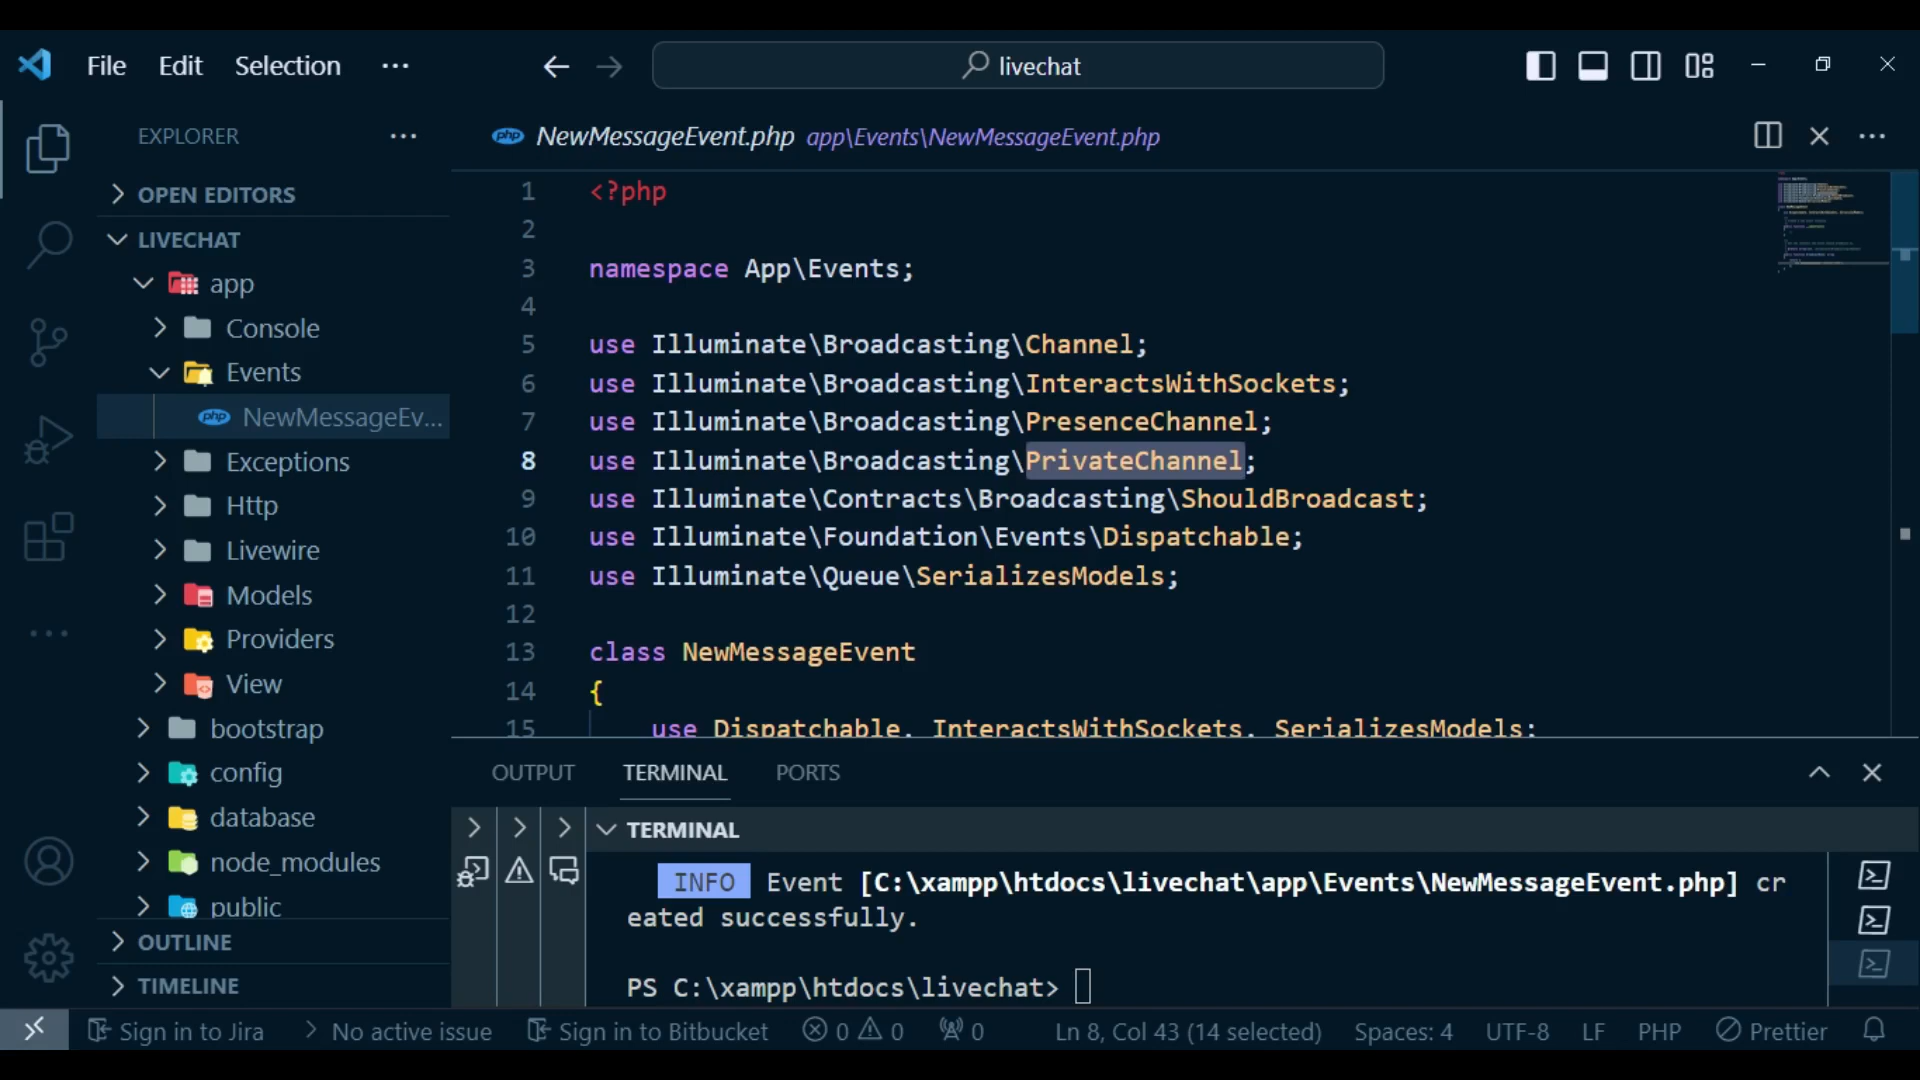 File Edit Selection ··· livechat
EXPLORER ···
NewMessageEvent.php app\Events\NewMessageEvent.php
OPEN EDITORS
LIVECHAT
app
Console
Events
NewMessageEv...
Exceptions
Http
Livewire
Models
Providers
View
bootstrap
config
database
node_modules
public
OUTLINE
TIMELINE
1 <?php
2
3 namespace App\Events;
4
5 use Illuminate\Broadcasting\Channel;
6 use Illuminate\Broadcasting\InteractsWithSockets;
7 use Illuminate\Broadcasting\PresenceChannel;
8 use Illuminate\Broadcasting\PrivateChannel;
9 use Illuminate\Contracts\Broadcasting\ShouldBroadcast;
10 use Illuminate\Foundation\Events\Dispatchable;
11 use Illuminate\Queue\SerializesModels;
12
13 class NewMessageEvent
14 {
15 use Dispatchable, InteractsWithSockets, SerializesModels;
OUTPUT TERMINAL PORTS
TERMINAL
INFO Event [C:\xampp\htdocs\livechat\app\Events\NewMessageEvent.php] cr
eated successfully.
PS C:\xampp\htdocs\livechat>
Sign in to Jira > No active issue Sign in to Bitbucket 0 0 0 Ln 8, Col 43 (14 selected) Spaces: 4 UTF-8 LF PHP Prettier